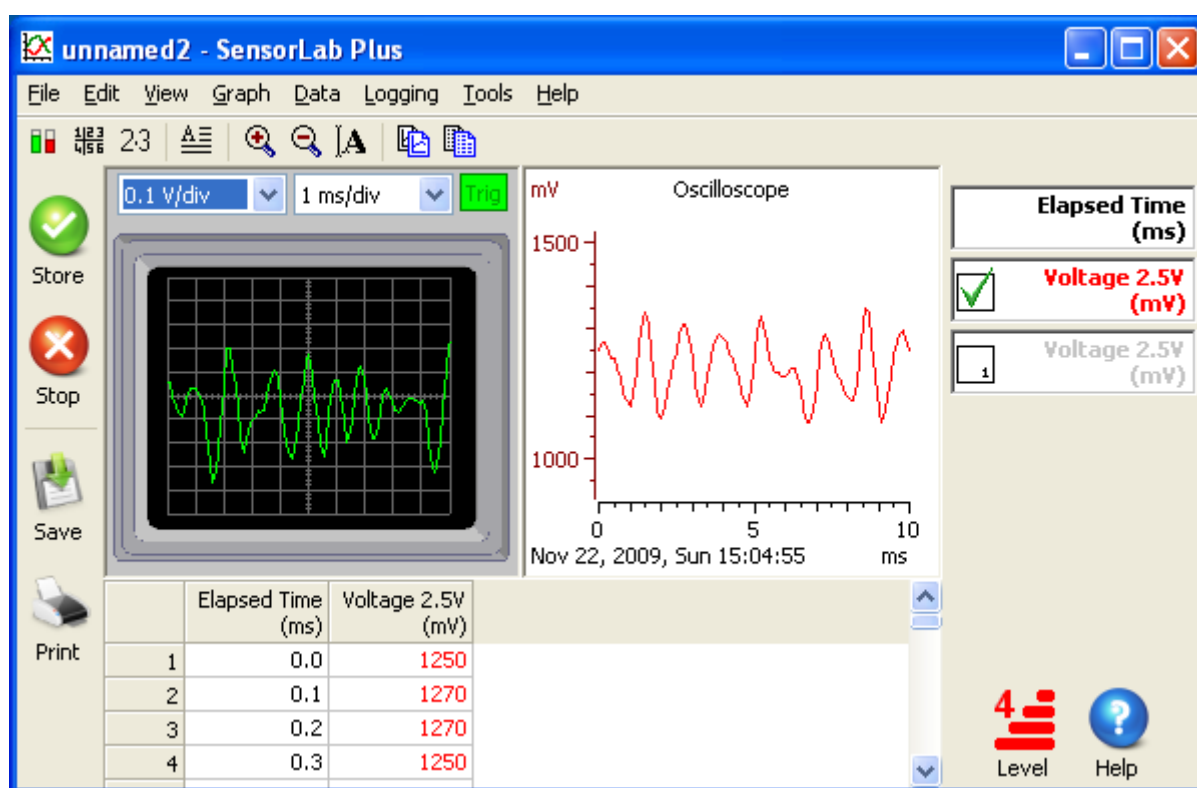 unnamed2 - SensorLab Plus
File Edit View Graph Data Logging Tools Help
2·3
A
0.1 V/div
1 ms/div
Trig
Store
Stop
Save
Print
mV
Oscilloscope
1500
1000
0 5 10
Nov 22, 2009, Sun 15:04:55 ms
Elapsed Time
(ms)
Voltage 2.5V
(mV)
Voltage 2.5V
(mV)
1
Elapsed Time Voltage 2.5V
(ms) (mV)
1 0.0 1250
2 0.1 1270
3 0.2 1270
4 0.3 1250
4
Level
?
Help